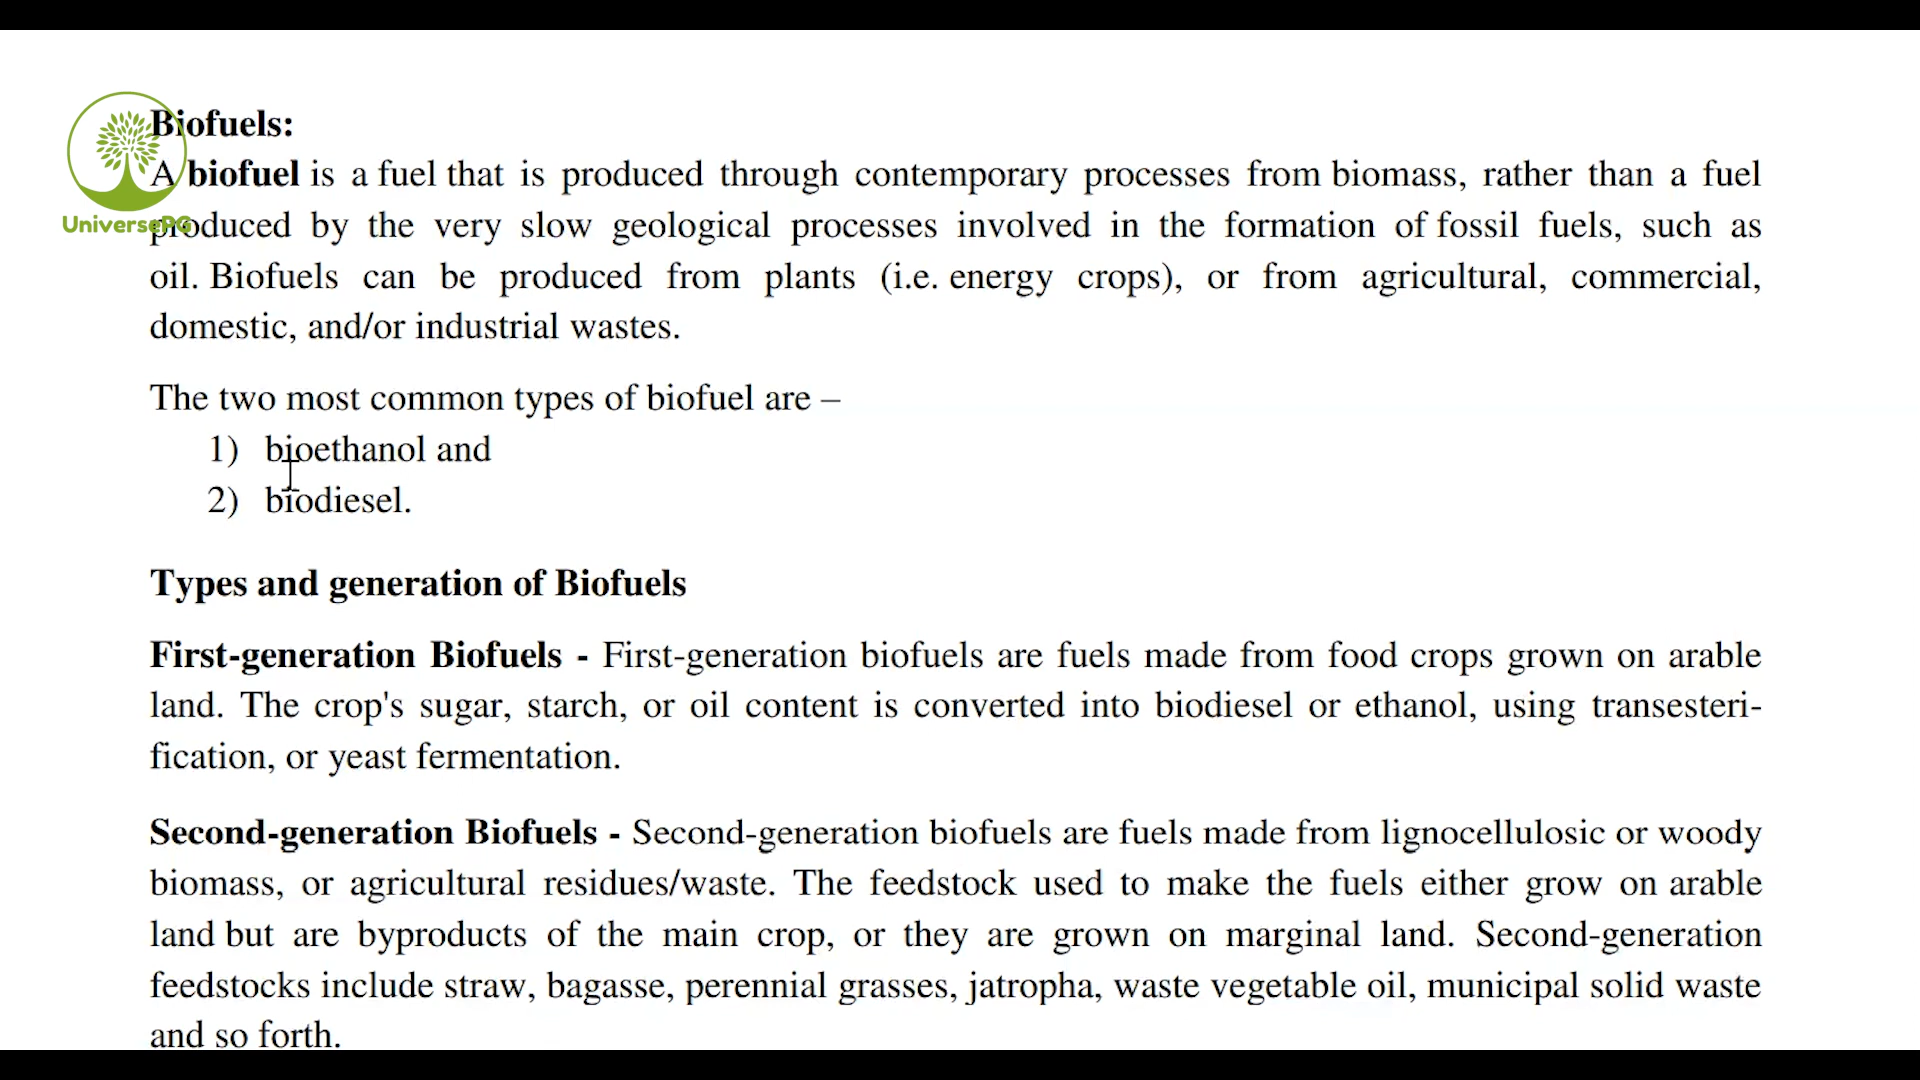 Biofuels:
A biofuel is a fuel that is produced through contemporary processes from biomass, rather than a fuel
produced by the very slow geological processes involved in the formation of fossil fuels, such as
oil. Biofuels can be produced from plants (i.e. energy crops), or from agricultural, commercial,
domestic, and/or industrial wastes.
UniversePG
The two most common types of biofuel are –
1) bioethanol and
2) biodiesel.
Types and generation of Biofuels
First-generation Biofuels - First-generation biofuels are fuels made from food crops grown on arable
land. The crop's sugar, starch, or oil content is converted into biodiesel or ethanol, using transesteri-
fication, or yeast fermentation.
Second-generation Biofuels - Second-generation biofuels are fuels made from lignocellulosic or woody
biomass, or agricultural residues/waste. The feedstock used to make the fuels either grow on arable
land but are byproducts of the main crop, or they are grown on marginal land. Second-generation
feedstocks include straw, bagasse, perennial grasses, jatropha, waste vegetable oil, municipal solid waste
and so forth.